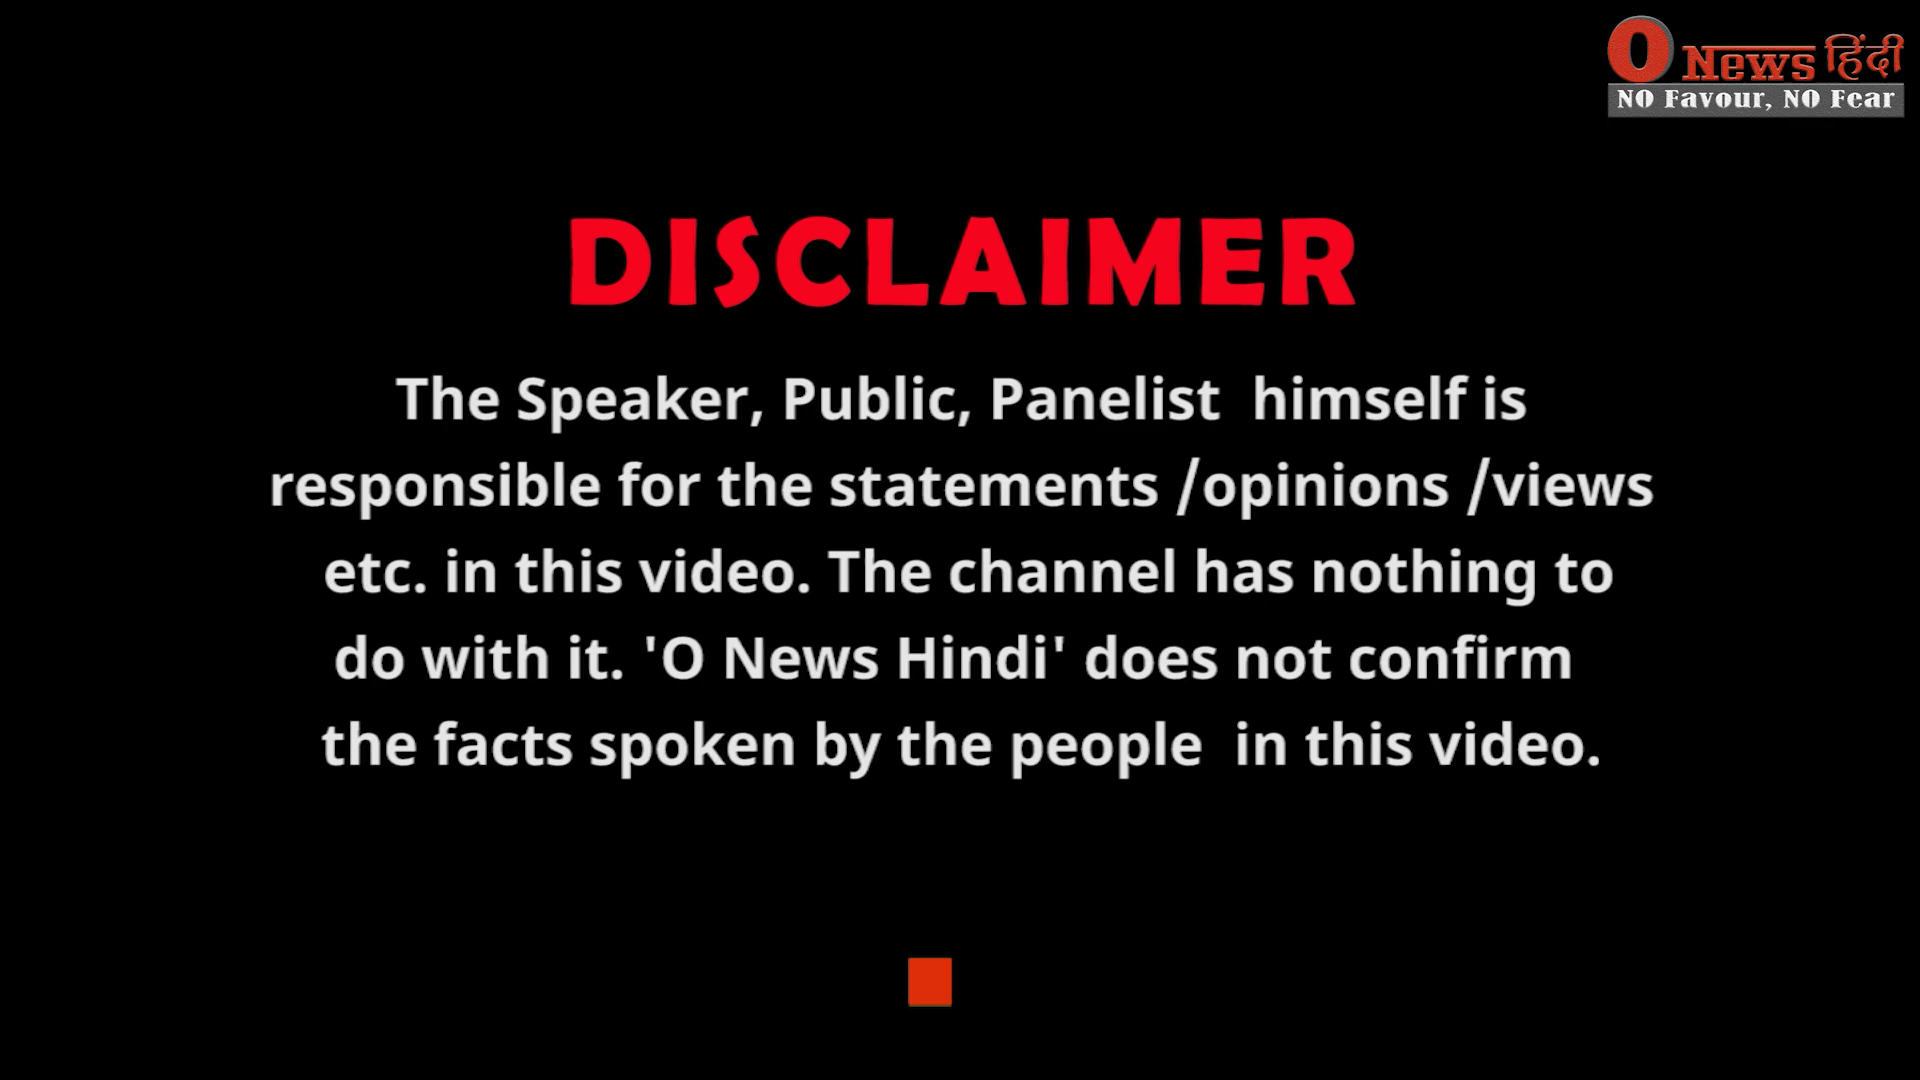 O News हिंदी
NO Favour, NO Fear
DISCLAIMER
The Speaker, Public, Panelist  himself is
responsible for the statements /opinions /views
etc. in this video. The channel has nothing to
do with it. 'O News Hindi' does not confirm
the facts spoken by the people  in this video.